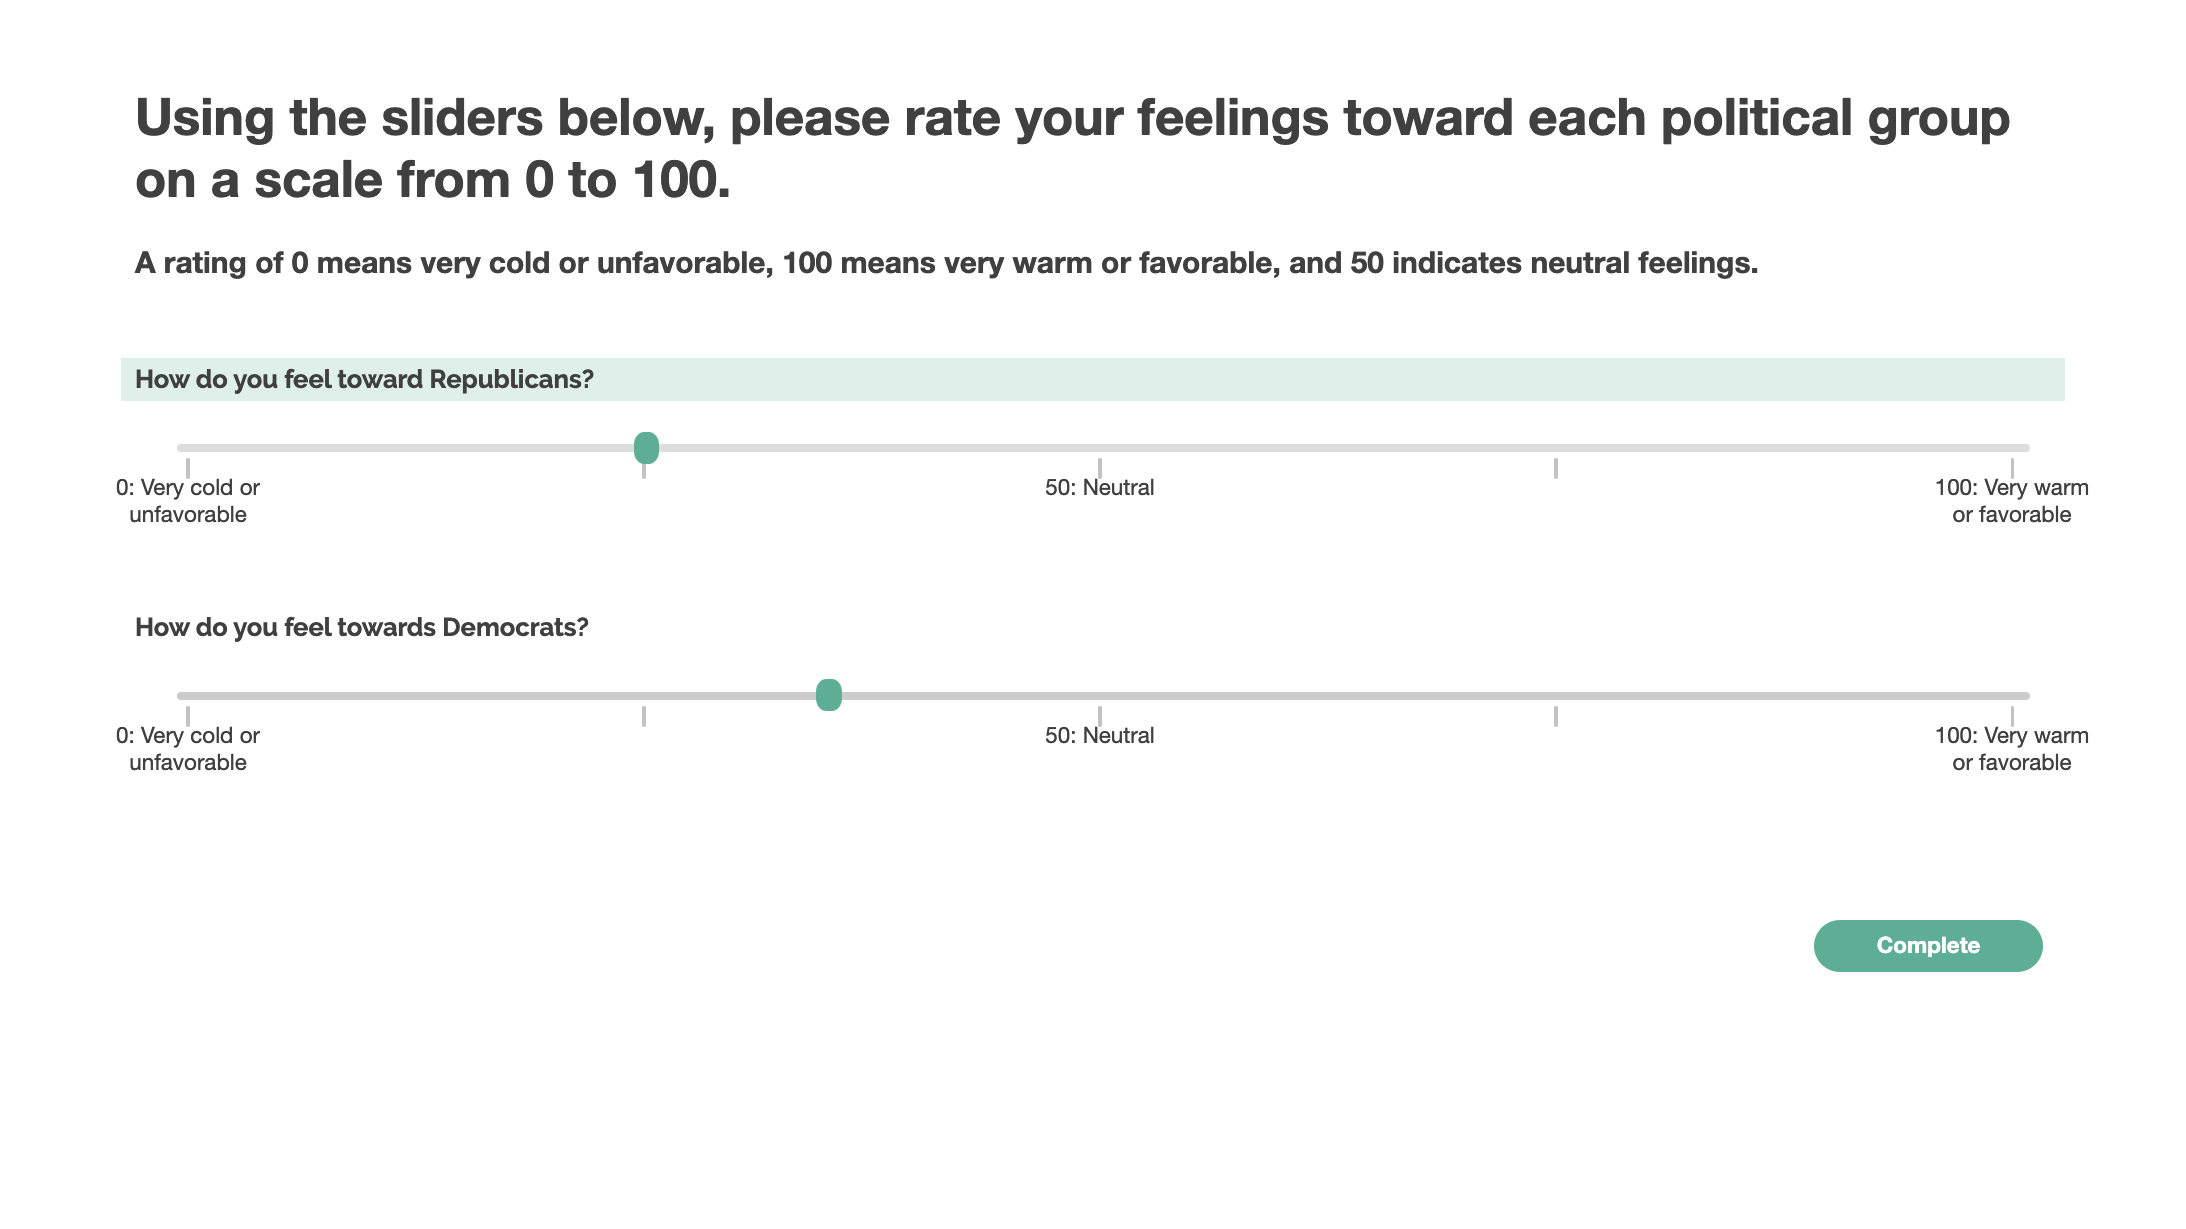 Using the sliders below, please rate your feelings toward each political group
on a scale from 0 to 100.
A rating of 0 means very cold or unfavorable, 100 means very warm or favorable, and 50 indicates neutral feelings.
How do you feel toward Republicans?
0: Very cold or
unfavorable
50: Neutral
100: Very warm
or favorable
How do you feel towards Democrats?
0: Very cold or
unfavorable
50: Neutral
100: Very warm
or favorable
Complete